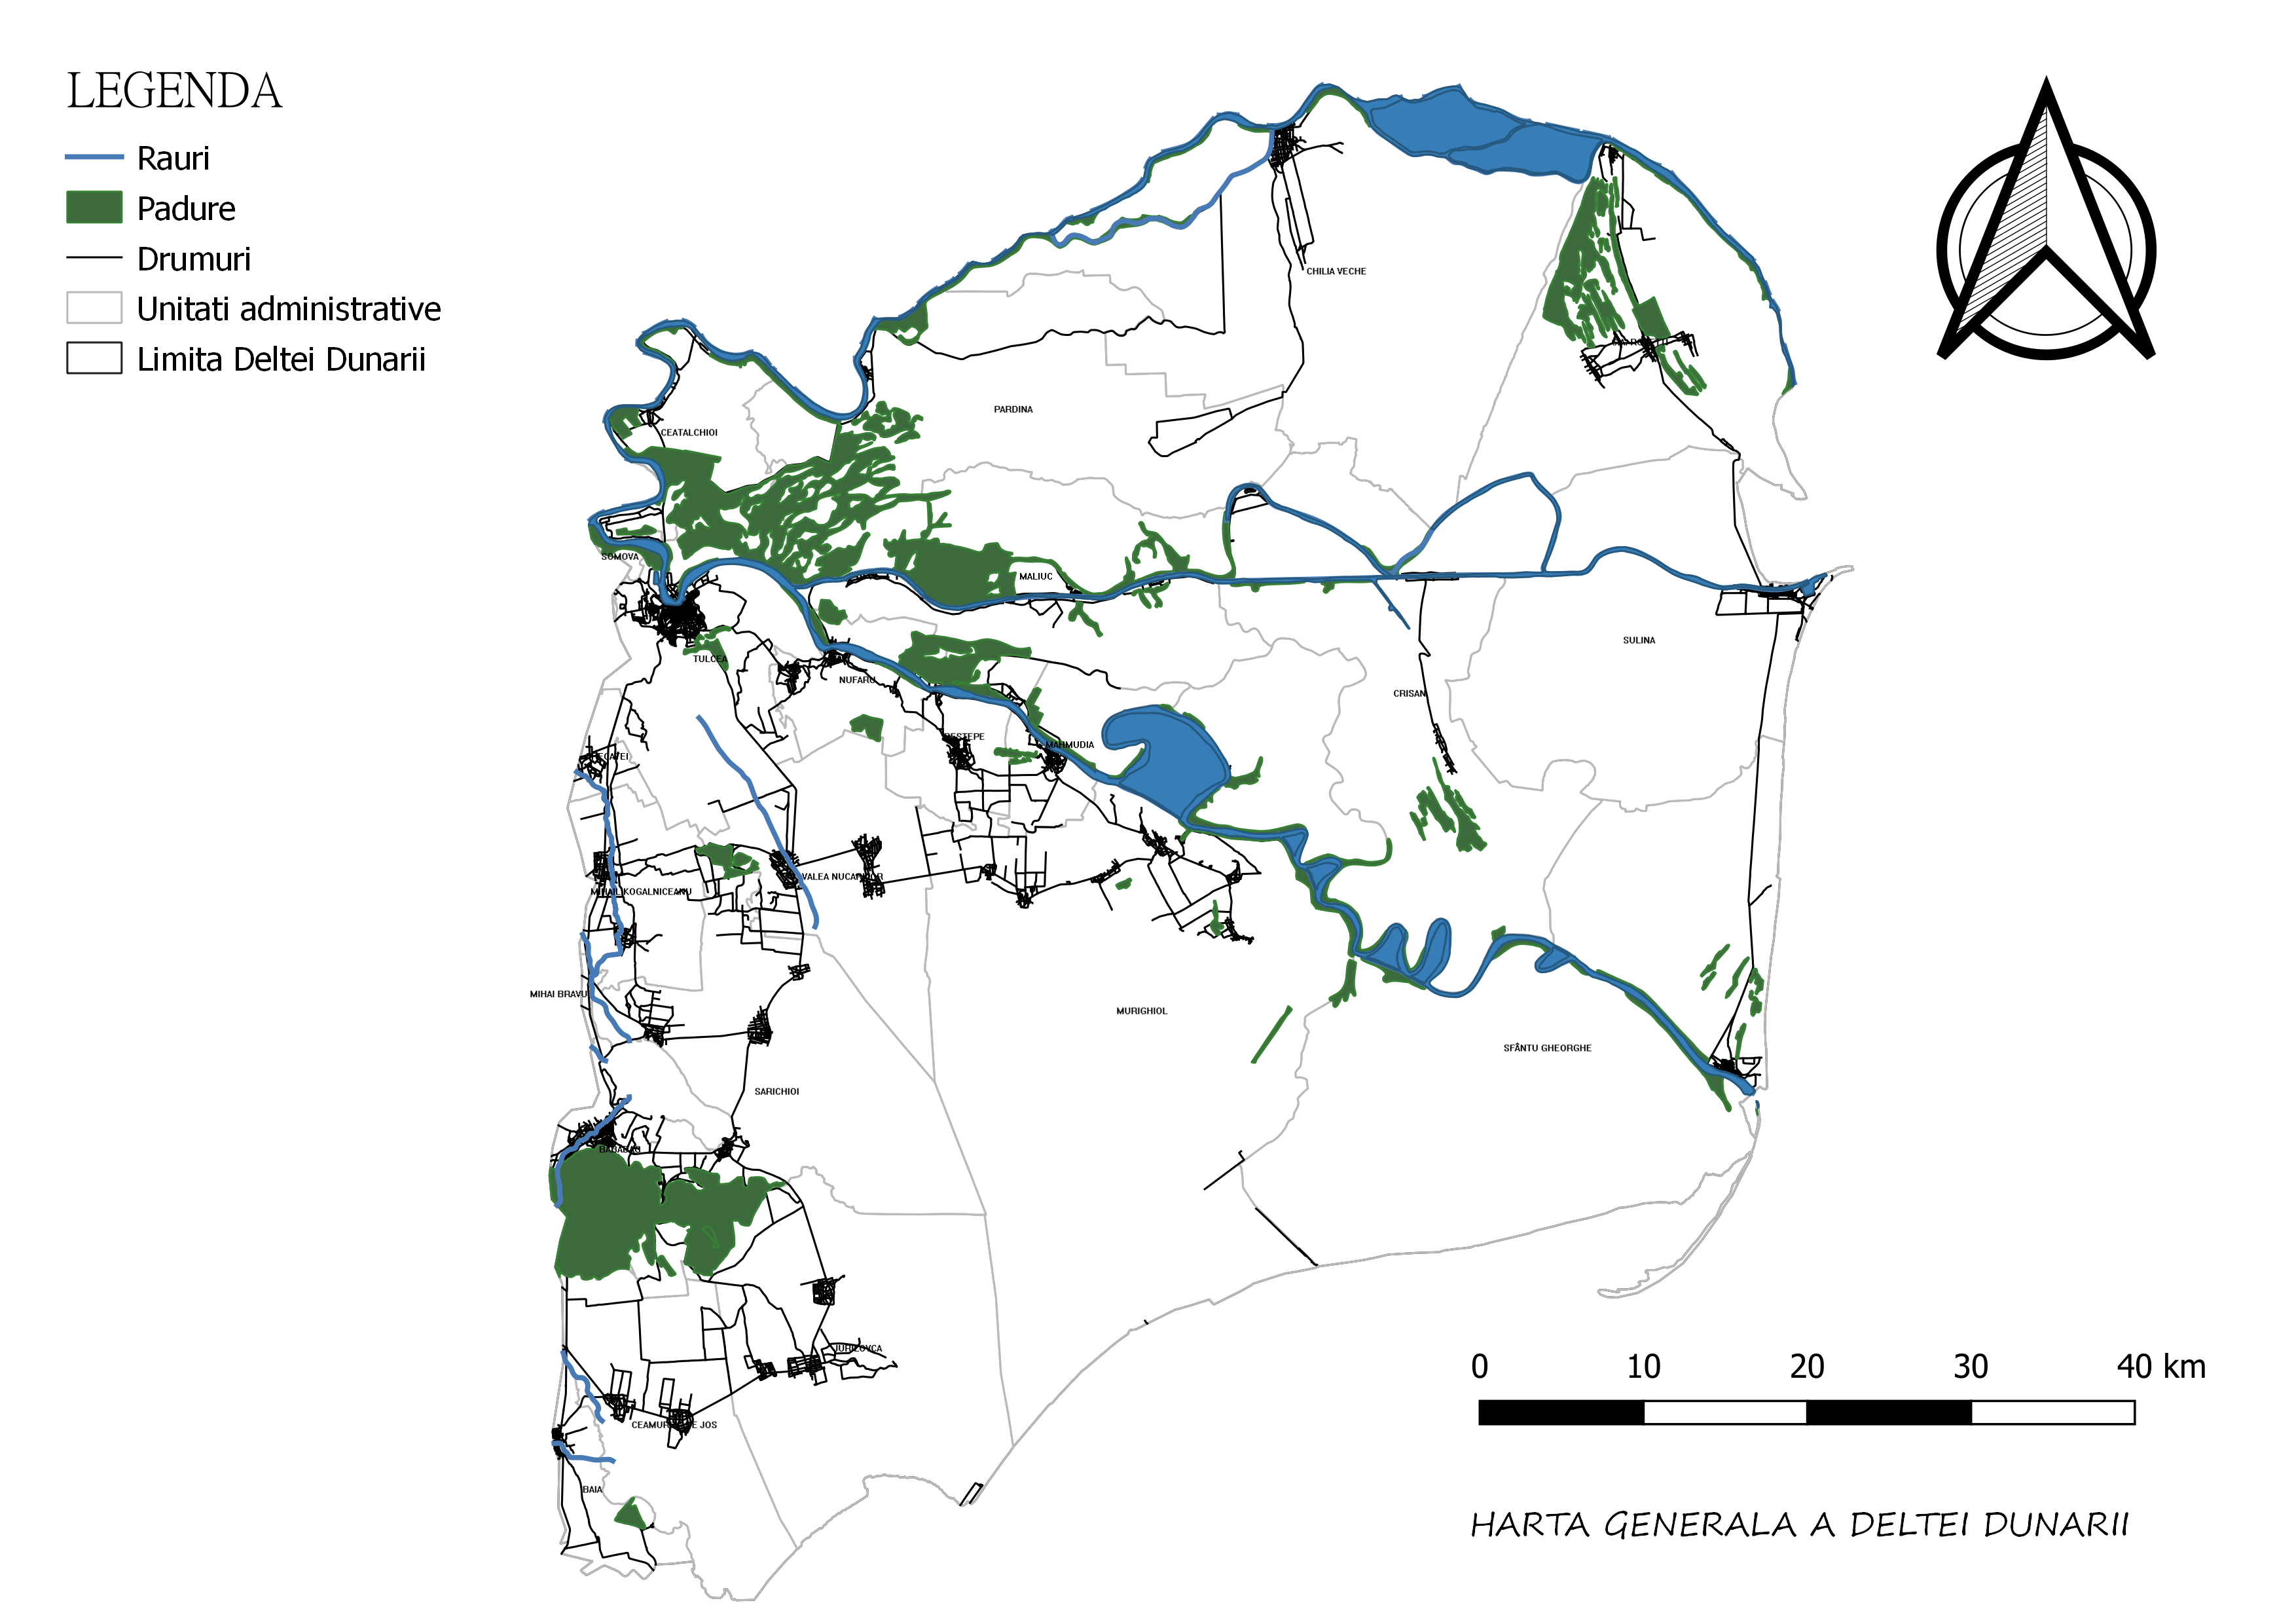 LEGENDA
Rauri
Padure
Drumuri
Unitati administrative
Limita Deltei Dunarii
CHILIA VECHE
PARDINA
CEATALCHIOI
SOMOVA
MALIUC
TULCEA
NUFARU
SULINA
CRISAN
BESTEPE
MAHMUDIA
VALEA NUCARILOR
MIHAIL KOGALNICEANU
MIHAI BRAVU
MURIGHIOL
SFÂNTU GHEORGHE
SARICHIOI
BABADAG
JURILOVCA
CEAMURLIA DE JOS
BAIA
0 10 20 30 40 km
HARTA GENERALA A DELTEI DUNARII